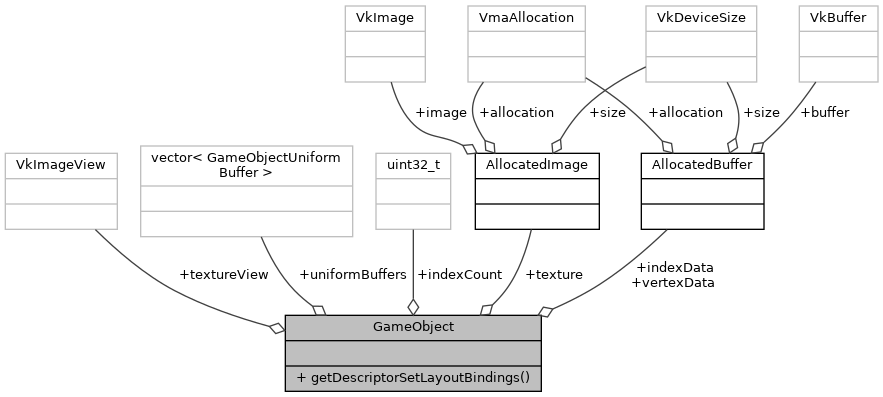 VkImage
VmaAllocation
VkDeviceSize
VkBuffer
+image
+allocation
+size
+allocation
+size
+buffer
VkImageView
vector< GameObjectUniform
Buffer >
uint32_t
AllocatedImage
AllocatedBuffer
+textureView
+uniformBuffers
+indexCount
+texture
+indexData
+vertexData
GameObject
+ getDescriptorSetLayoutBindings()